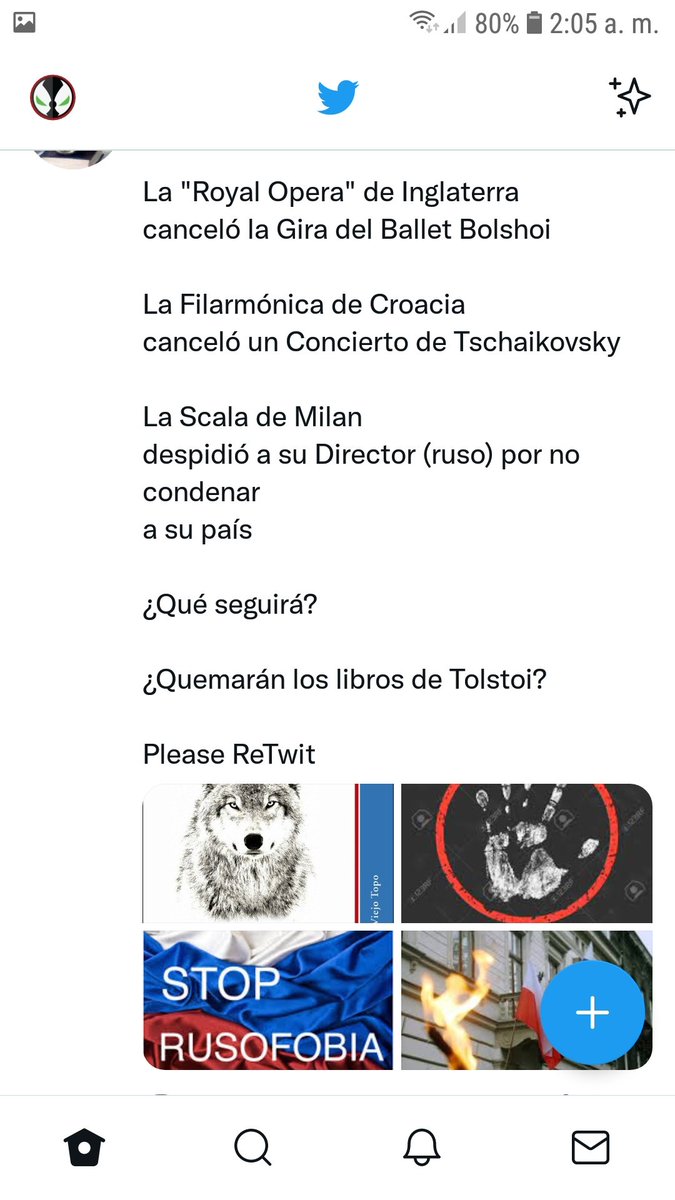 80% 2:05 a. m.
La "Royal Opera" de Inglaterra
canceló la Gira del Ballet Bolshoi
La Filarmónica de Croacia
canceló un Concierto de Tschaikovsky
La Scala de Milan
despidió a su Director (ruso) por no
condenar
a su país
¿Qué seguirá?
¿Quemarán los libros de Tolstoi?
Please ReTwit
Viejo Topo
STOP
RUSOFOBIA